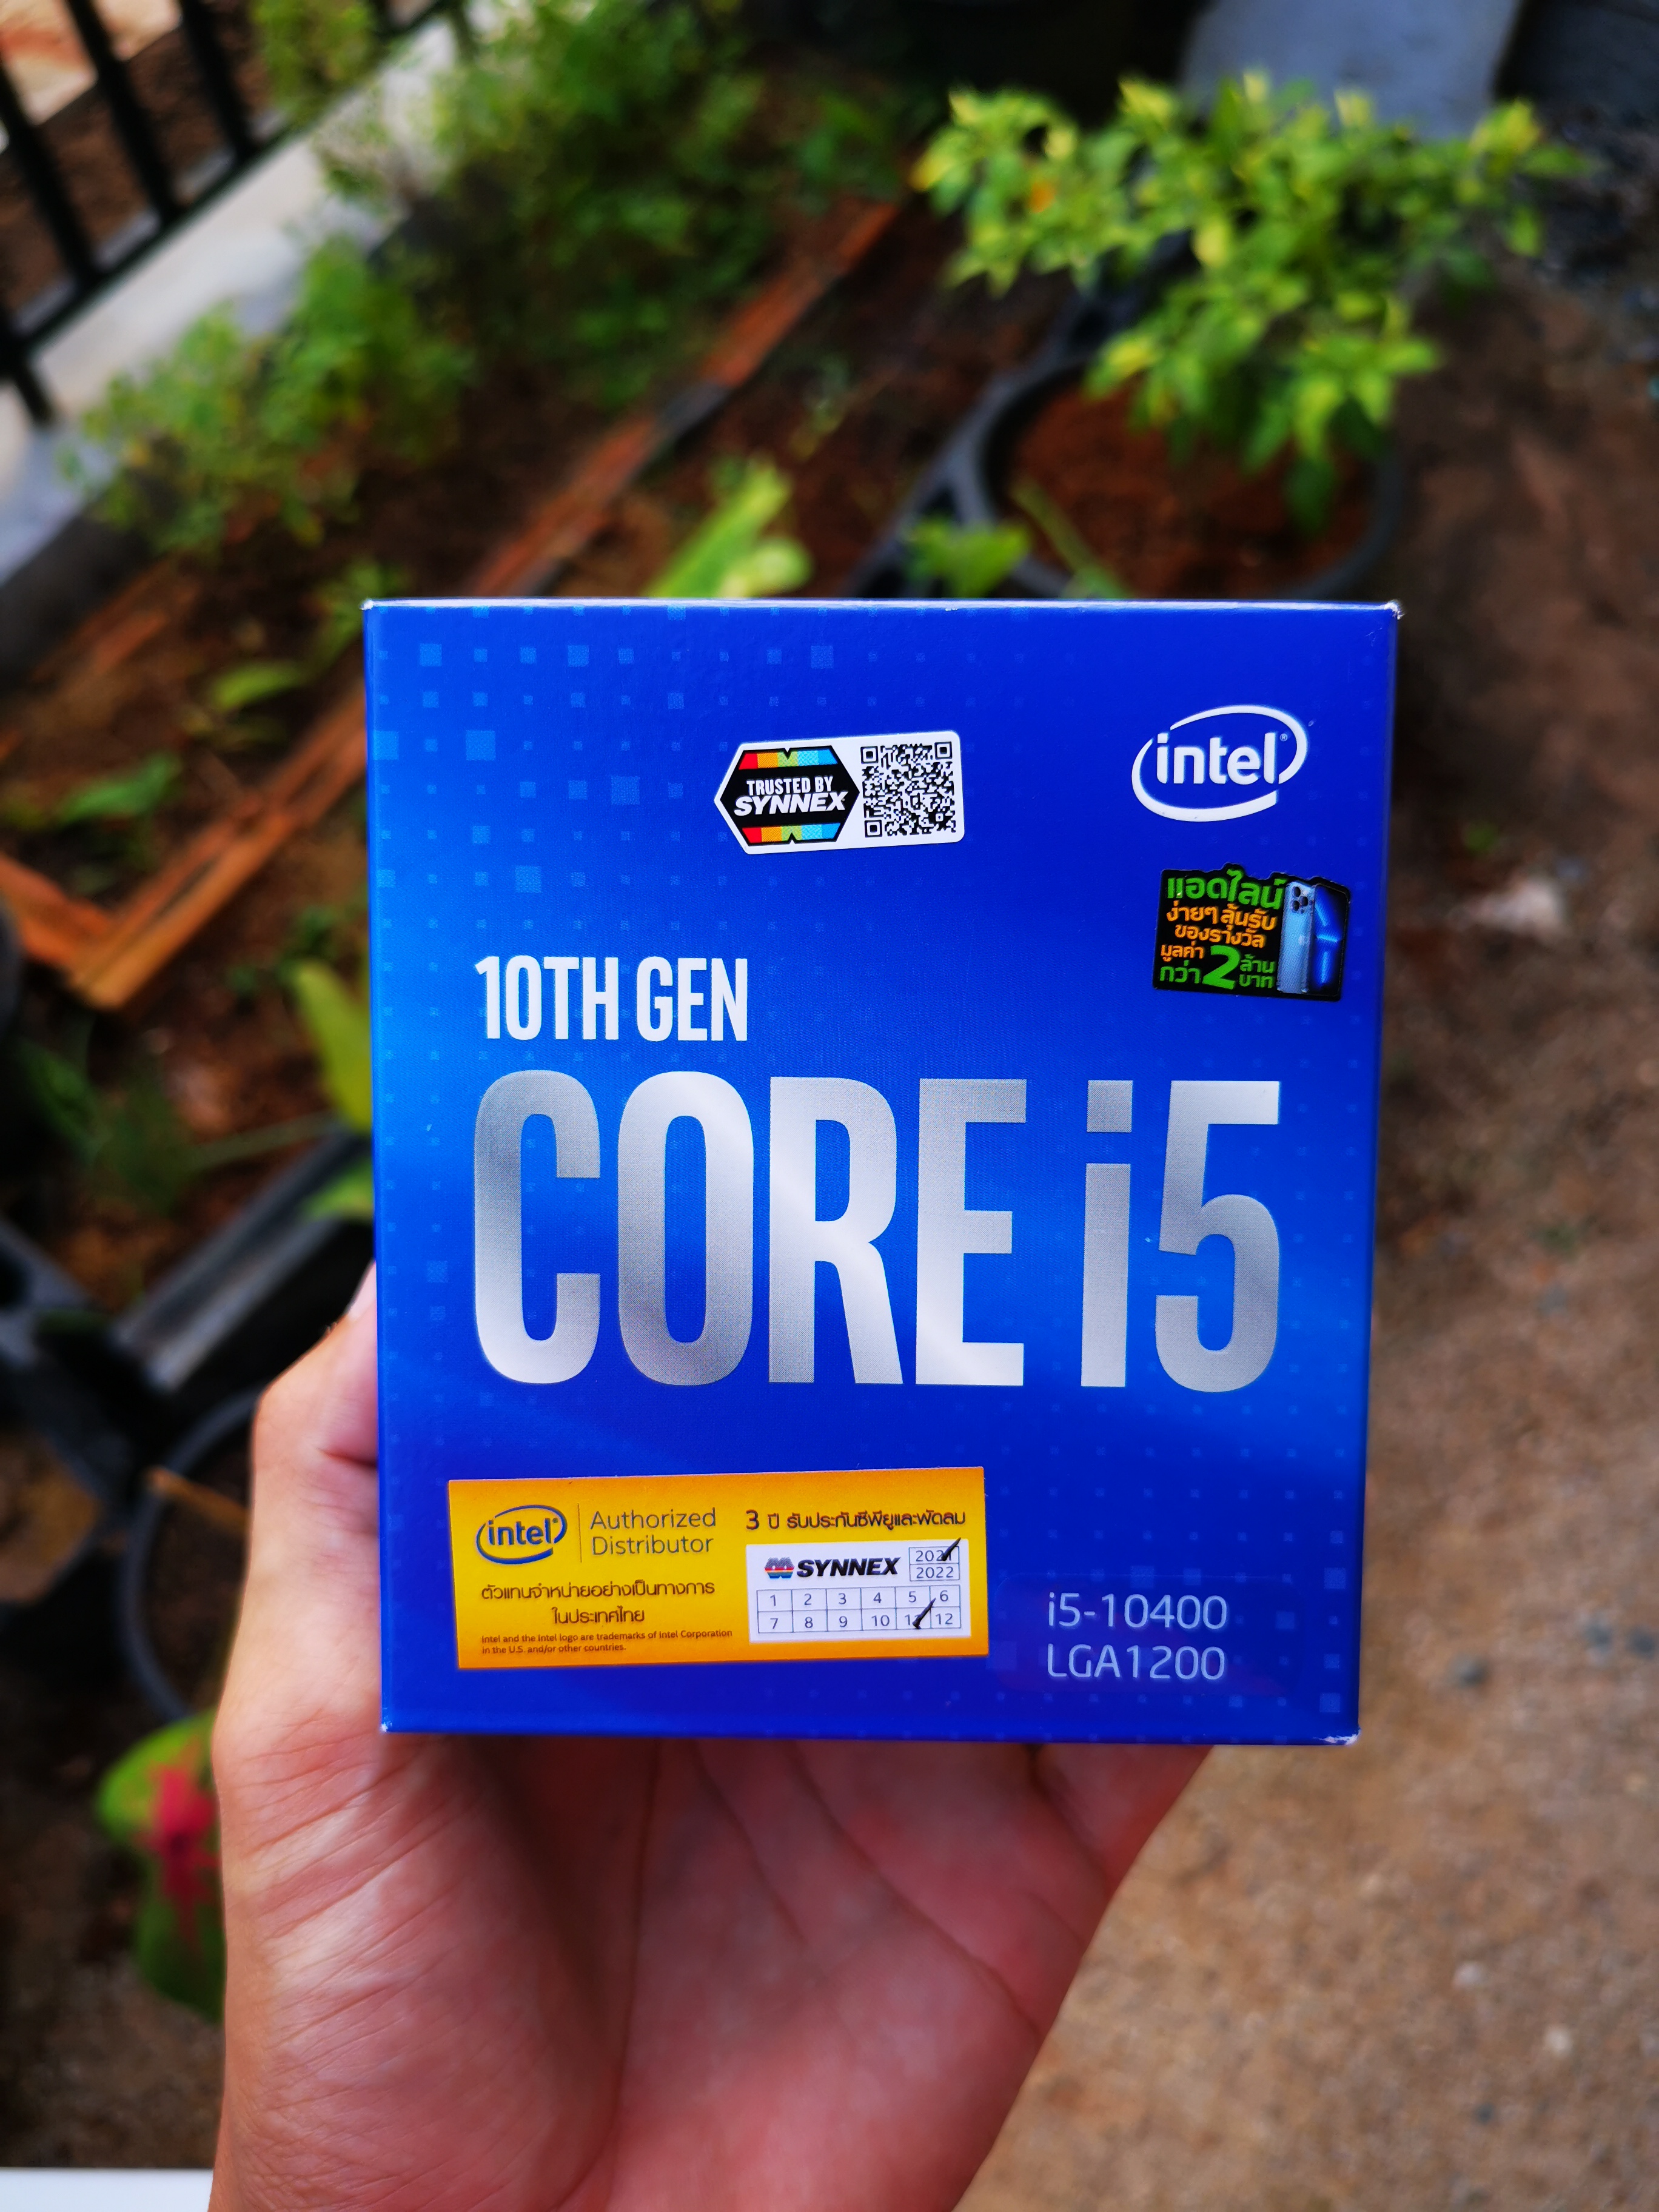 TRUSTED BY
SYNNEX
intel®
แอดไลน์
ง่ายๆ ลุ้นรับ
ของรางวัล
มูลค่า
กว่า 2 ล้าน
บาท
10TH GEN
CORE i5
intel®
Authorized
Distributor
ตัวแทนจำหน่ายอย่างเป็นทางการ
ในประเทศไทย
Intel and the Intel logo are trademarks of Intel Corporation
in the U.S. and/or other countries.
3 ปี รับประกันซีพียูและพัดลม
SYNNEX
2021
2022
1 2 3 4 5 6
7 8 9 10 11 12
i5-10400
LGA1200